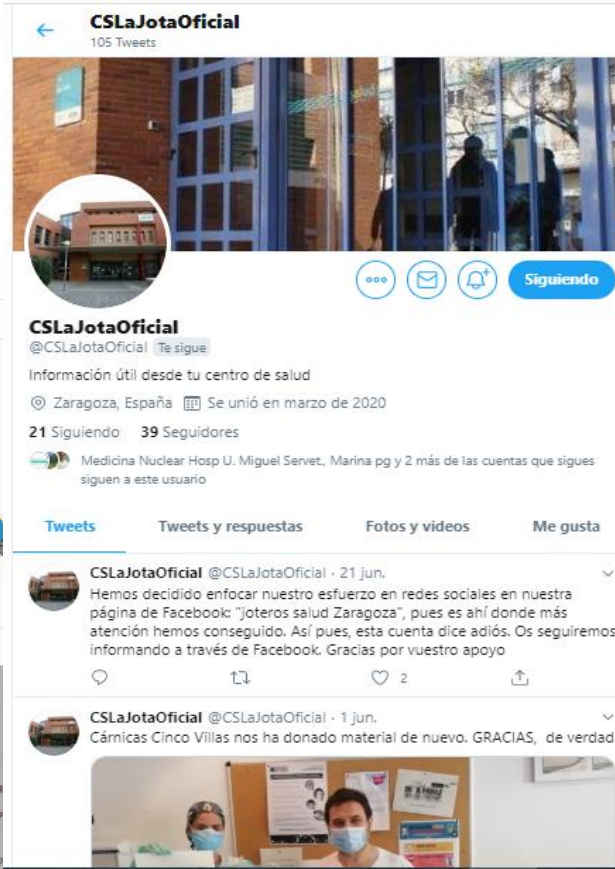 CSLaJotaOficial
105 Tweets
salud
Siguiendo
CSLaJotaOficial
@CSLaJotaOficial Te sigue
Información útil desde tu centro de salud
Zaragoza, España Se unió en marzo de 2020
21 Siguiendo 39 Seguidores
Medicina Nuclear Hosp U. Miguel Servet, Marina pg y 2 más de las cuentas que sigues
siguen a este usuario
Tweets Tweets y respuestas Fotos y vídeos Me gusta
CSLaJotaOficial @CSLaJotaOficial · 21 jun.
Hemos decidido enfocar nuestro esfuerzo en redes sociales en nuestra
página de Facebook: "joteros salud Zaragoza", pues es ahí donde más
atención hemos conseguido. Así pues, esta cuenta dice adiós. Os seguiremos
informando a través de Facebook. Gracias por vuestro apoyo
2
CSLaJotaOficial @CSLaJotaOficial · 1 jun.
Cárnicas Cinco Villas nos ha donado material de nuevo. GRACIAS, de verdad